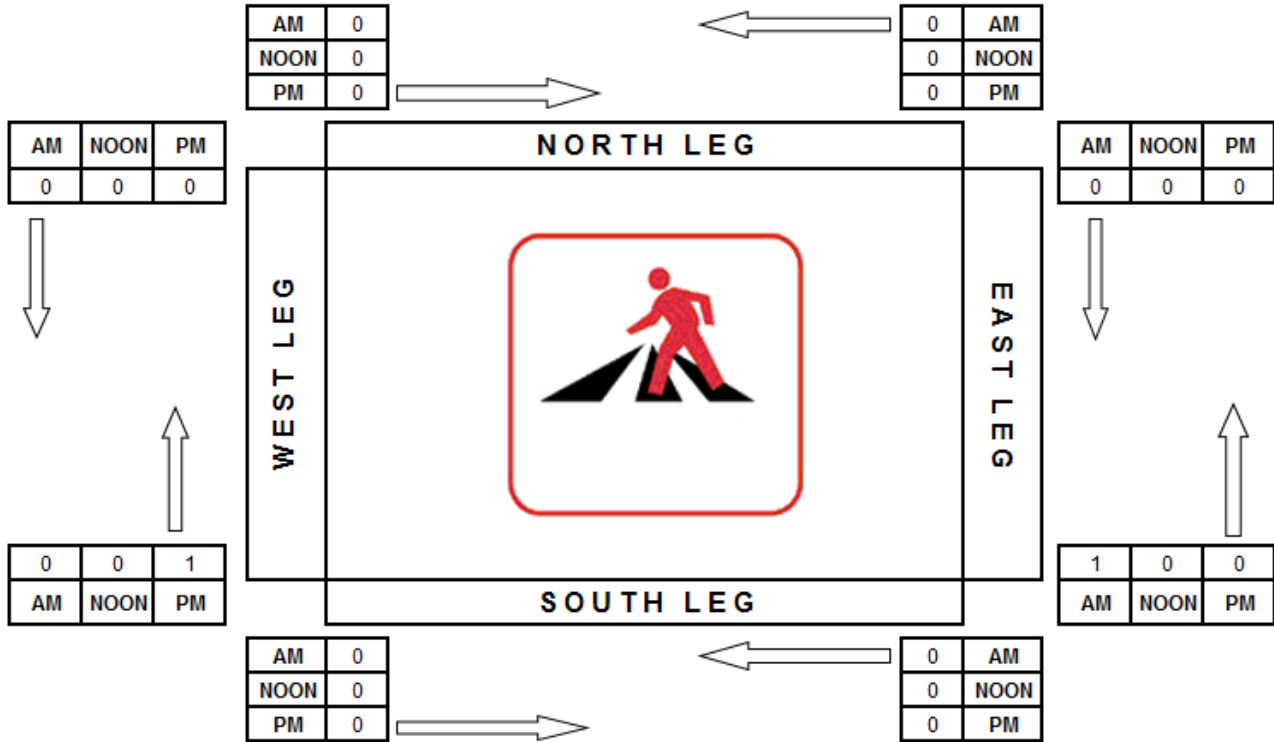 AM 0 0 AM
NOON 0 0 NOON
PM 0 0 PM
AM NOON PM NORTH LEG AM NOON PM
0 0 0 0 0 0
WEST LEG
EAST LEG
0 0 1 1 0 0
AM NOON PM SOUTH LEG AM NOON PM
AM 0 0 AM
NOON 0 0 NOON
PM 0 0 PM